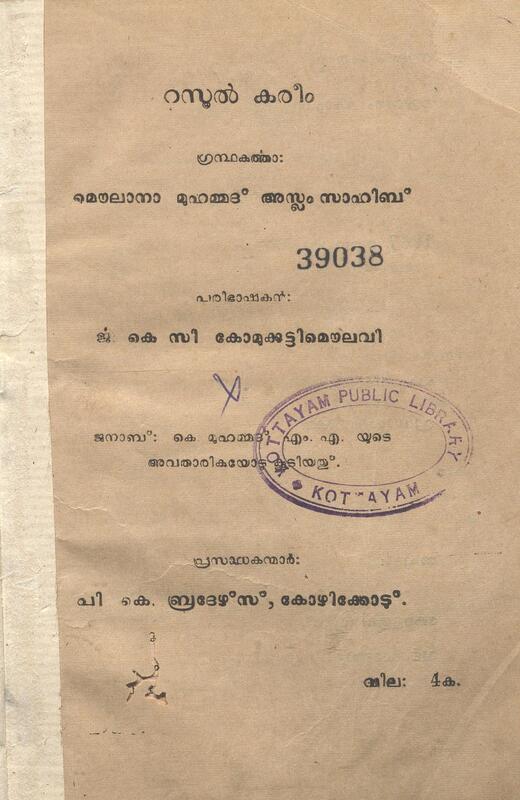 റസൂൽ കരീം
ഗ്രന്ഥകർത്താ:
മൌലാനാ മുഹമ്മദ് അസ്ലം സാഹിബ്
39038
പരിഭാഷകൻ:
കെ സി കോമുക്കുട്ടിമൌലവി
KOTTAYAM PUBLIC LIBRARY
KOTTAYAM
ജനാബ്: കെ മുഹമ്മദ് എം. എ. യുടെ
അവതാരികയോടു കൂടിയത്.
പ്രസാധകന്മാർ:
പി കെ. ബ്രദേഴ്സ്, കോഴിക്കോട്.
വില: 4ക.